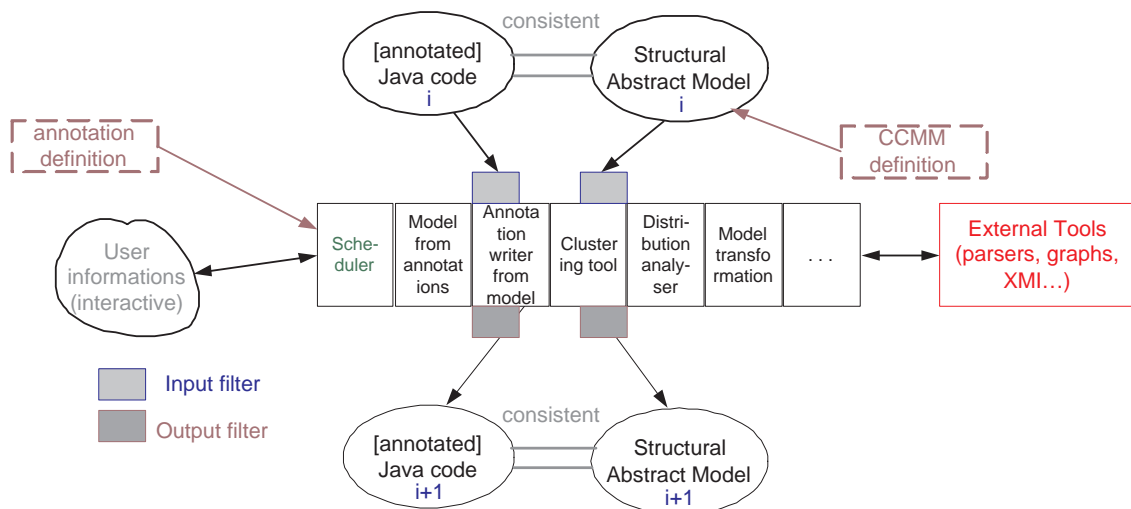 consistent
[annotated]
Java code
i
Structural
Abstract Model
i
annotation
definition
CCMM
definition
User
informations
(interactive)
Sche-
duler
Model
from
annotat
ions
Annota
tion
writer
from
model
Cluster
ing tool
Distri-
bution
analy-
ser
Model
transfo
rmation
. . .
External Tools
(parsers, graphs,
XMI...)
Input filter
Output filter
consistent
[annotated]
Java code
i+1
Structural
Abstract Model
i+1